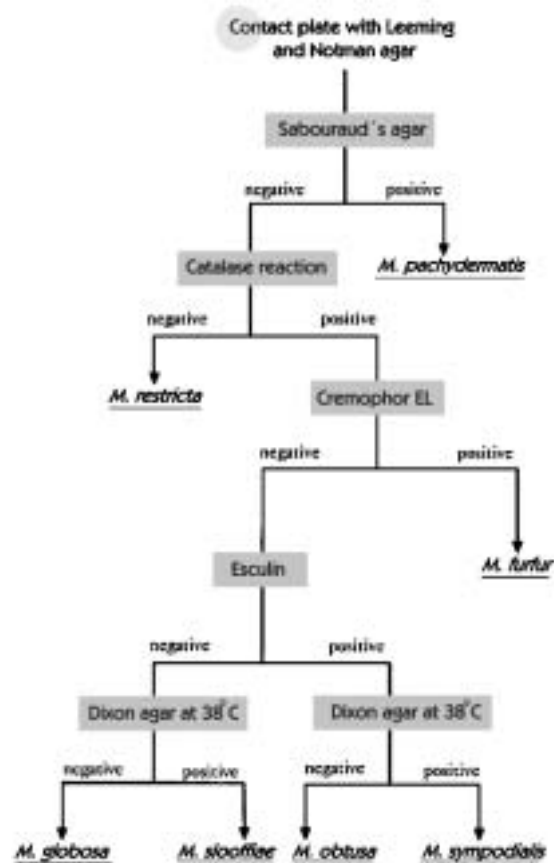 Contact plate with Leeming
and Notman agar
Sabouraud´s agar
negative positive
Catalase reaction
M. pachydermatis
negative positive
M. restricta
Cremophor EL
negative positive
Esculin
M. furfur
negative positive
Dixon agar at 38°C
Dixon agar at 38°C
negative positive negative positive
M. globosa M. slooffiae M. obtusa M. sympodialis